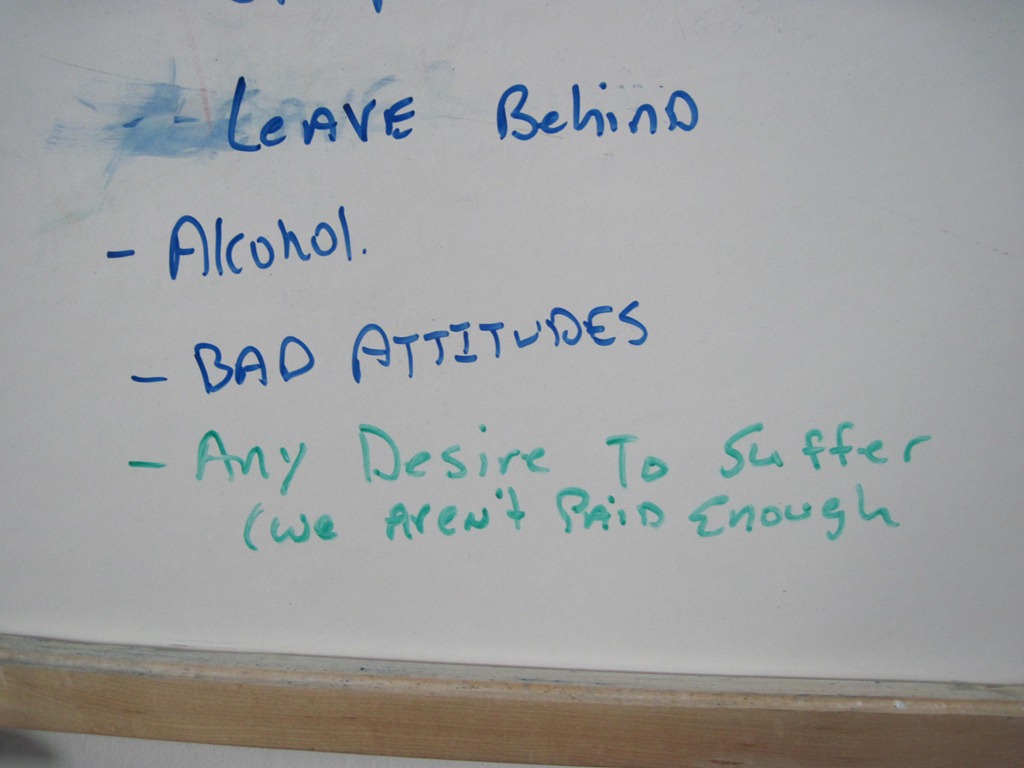 Leave Behind
- Alcohol.
- BAD ATTITUDES
- Any Desire To Suffer
(we Aren't PAID Enough